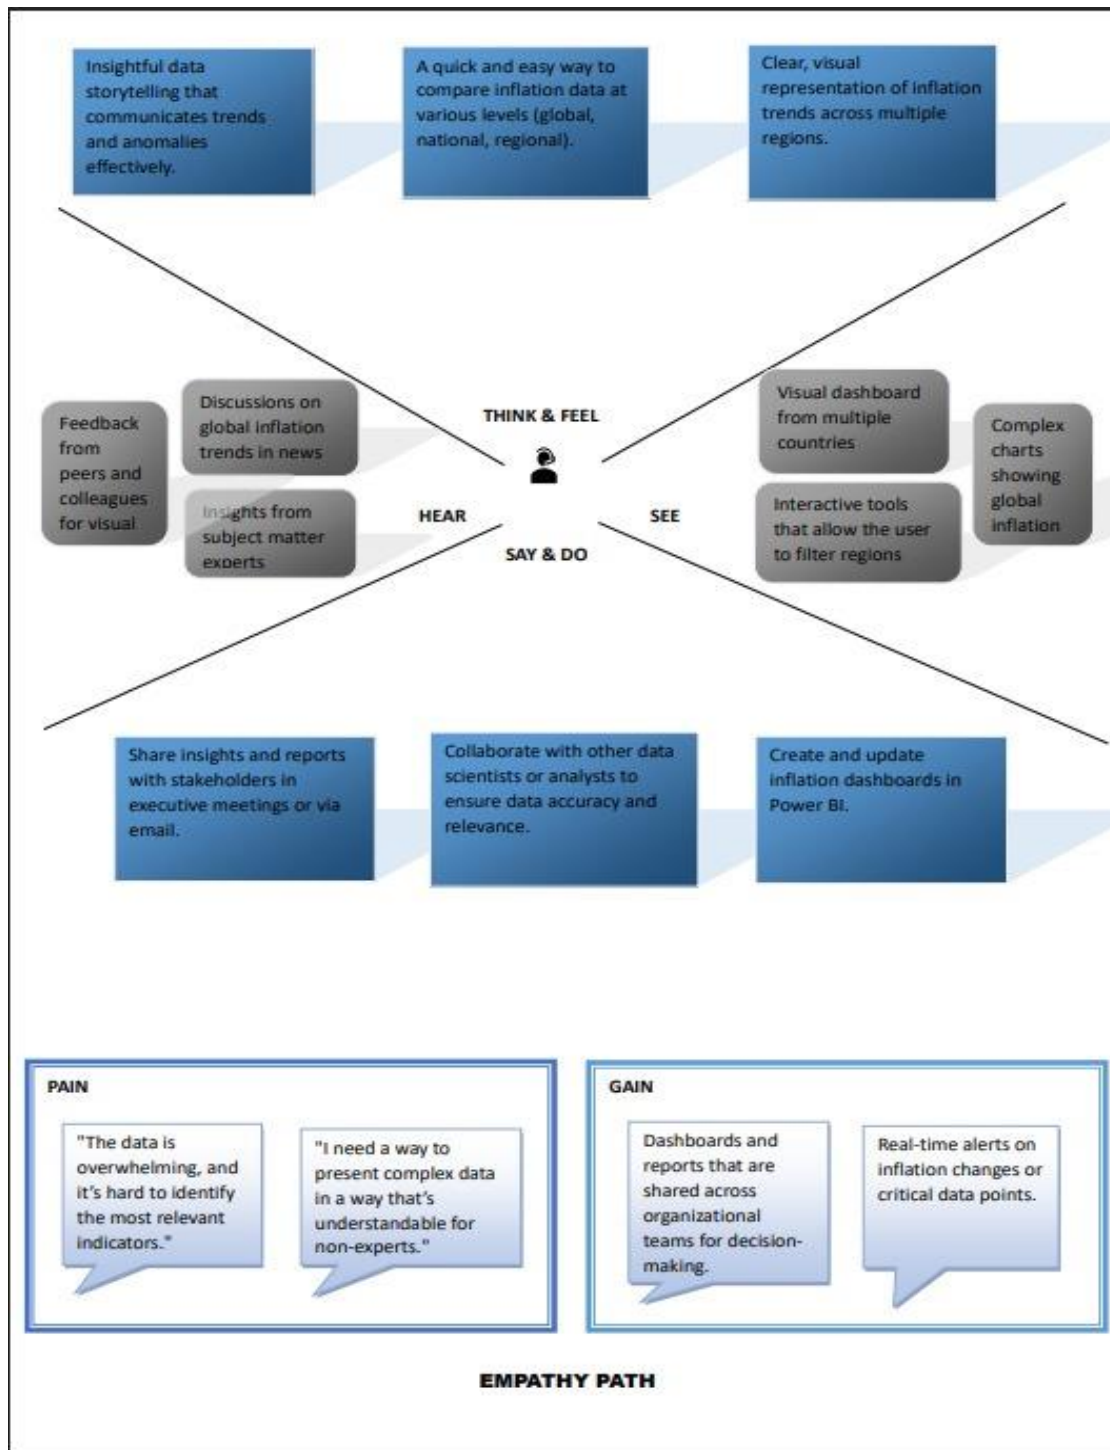 Insightful data
storytelling that
communicates trends
and anomalies
effectively.
A quick and easy way to
compare inflation data at
various levels (global,
national, regional).
Clear, visual
representation of inflation
trends across multiple
regions.
THINK & FEEL
Feedback
from
peers and
colleagues
for visual
Discussions on
global inflation
trends in news
Insights from
subject matter
experts
HEAR
SEE
Visual dashboard
from multiple
countries
Interactive tools
that allow the user
to filter regions
Complex
charts
showing
global
inflation
SAY & DO
Share insights and reports
with stakeholders in
executive meetings or via
email.
Collaborate with other data
scientists or analysts to
ensure data accuracy and
relevance.
Create and update
inflation dashboards in
Power BI.
PAIN
"The data is
overwhelming, and
it's hard to identify
the most relevant
indicators."
"I need a way to
present complex data
in a way that's
understandable for
non-experts."
GAIN
Dashboards and
reports that are
shared across
organizational
teams for decision-
making.
Real-time alerts on
inflation changes or
critical data points.
EMPATHY PATH